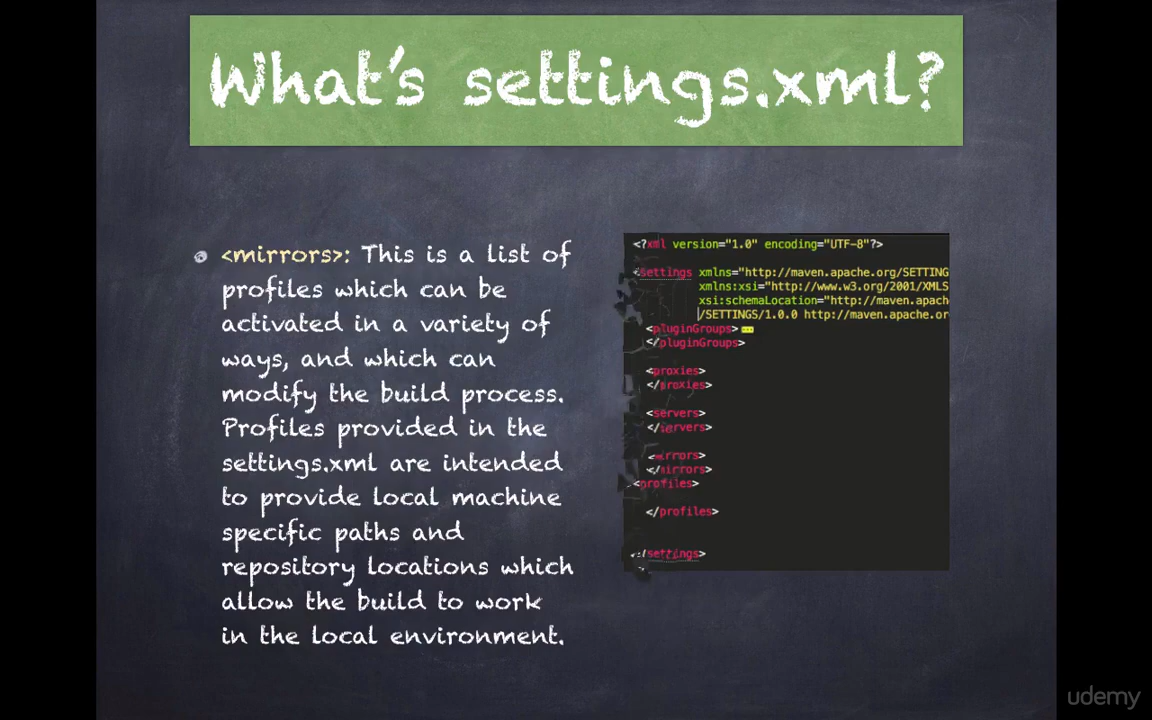 What's settings.xml?
<mirrors>: This is a list of
profiles which can be
activated in a variety of
ways, and which can
modify the build process.
Profiles provided in the
settings.xml are intended
to provide local machine
specific paths and
repository locations which
allow the build to work
in the local environment.
<?xml version="1.0" encoding="UTF-8"?>
<settings xmlns="http://maven.apache.org/SETTING
xmlns:xsi="http://www.w3.org/2001/XMLS
xsi:schemaLocation="http://maven.apach
/SETTINGS/1.0.0 http://maven.apache.or
<pluginGroups>
</pluginGroups>
<proxies>
</proxies>
<servers>
</servers>
<mirrors>
</mirrors>
<profiles>
</profiles>
</settings>
udemy